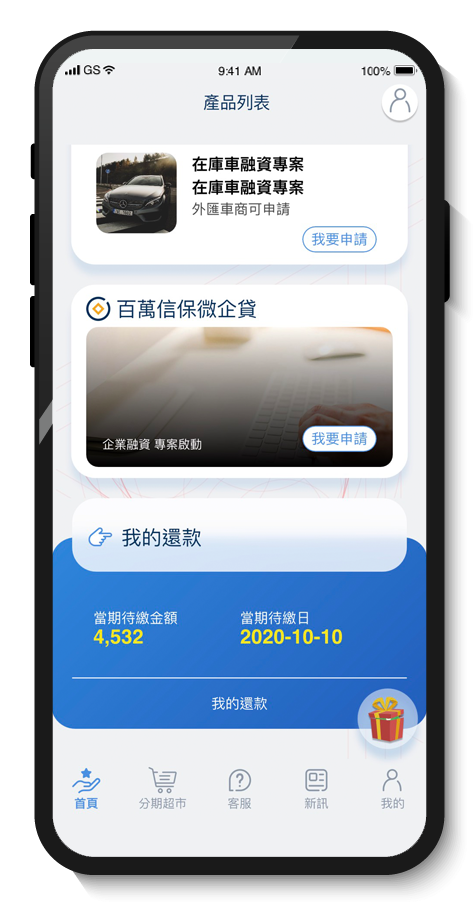 GS
9:41 AM
100%
產品列表
在庫車融資專案
在庫車融資專案
外匯車商可申請
我要申請
百萬信保微企貸
企業融資 專案啟動
我要申請
我的還款
當期待繳金額
當期待繳日
4,532
2020-10-10
我的還款
首頁
分期超市
客服
新訊
我的